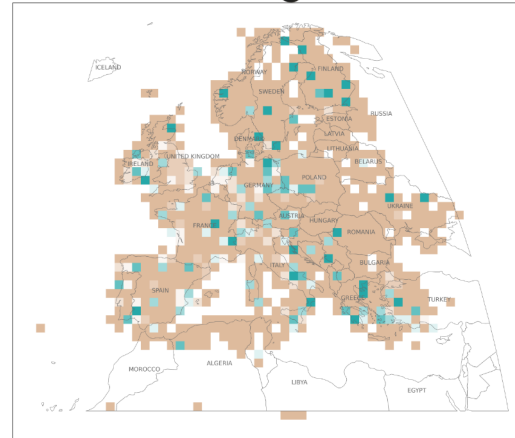 ICELAND
NORWAY
FINLAND
SWEDEN
ESTONIA
RUSSIA
LATVIA
DENMARK
LITHUANIA
UNITED KINGDOM
IRELAND
BELARUS
GERMANY
POLAND
UKRAINE
AUSTRIA
HUNGARY
FRANCE
ROMANIA
ITALY
BULGARIA
SPAIN
GREECE
TURKEY
ALGERIA
MOROCCO
LIBYA
EGYPT